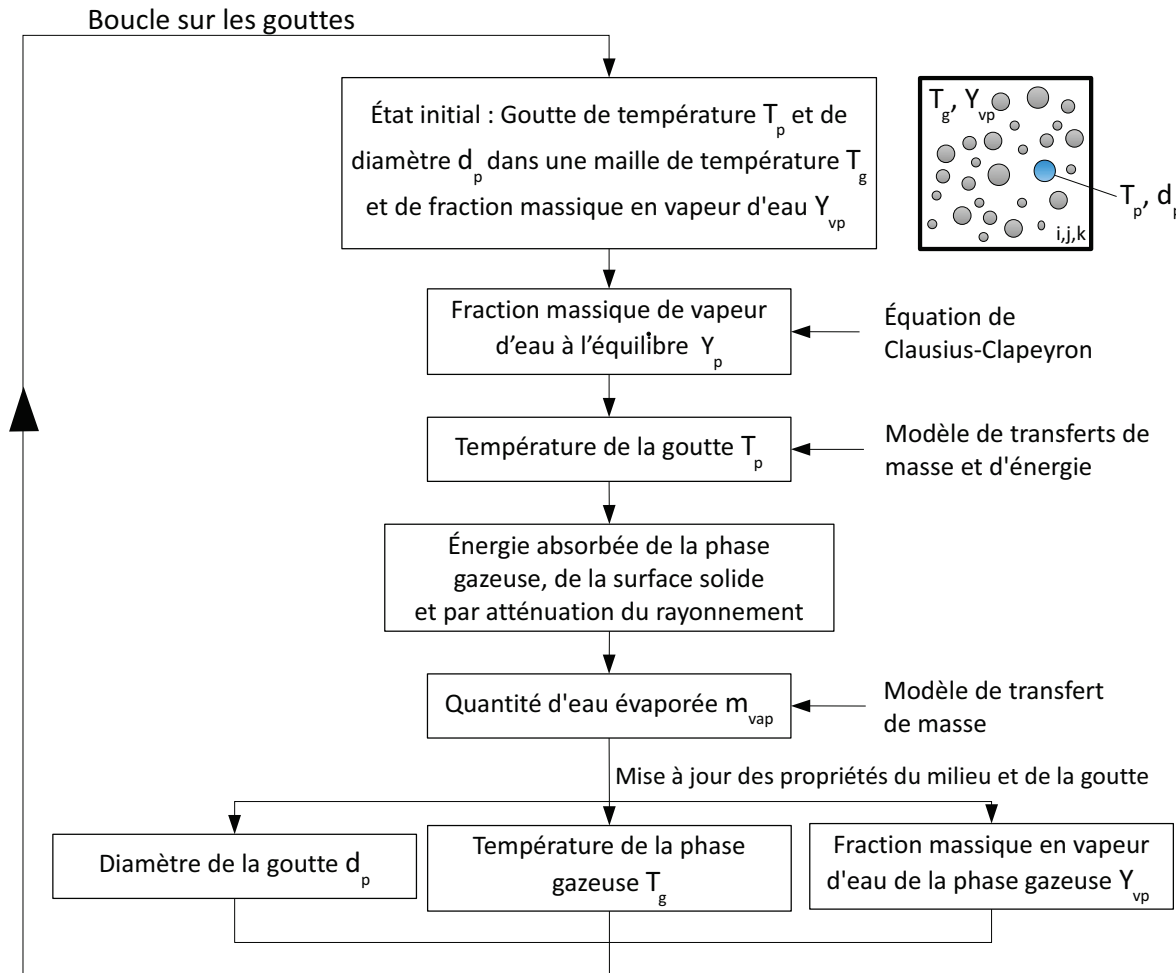 Boucle sur les gouttes
État initial : Goutte de température T_p et de
diamètre d_p dans une maille de température T_g
et de fraction massique en vapeur d'eau Y_vp
T_g, Y_vp
T_p, d_p
i,j,k
Fraction massique de vapeur
d’eau à l’équilibre Y_p
Équation de
Clausius-Clapeyron
Température de la goutte T_p
Modèle de transferts de
masse et d'énergie
Énergie absorbée de la phase
gazeuse, de la surface solide
et par atténuation du rayonnement
Quantité d'eau évaporée m_vap
Modèle de transfert
de masse
Mise à jour des propriétés du milieu et de la goutte
Diamètre de la goutte d_p
Température de la phase
gazeuse T_g
Fraction massique en vapeur
d'eau de la phase gazeuse Y_vp